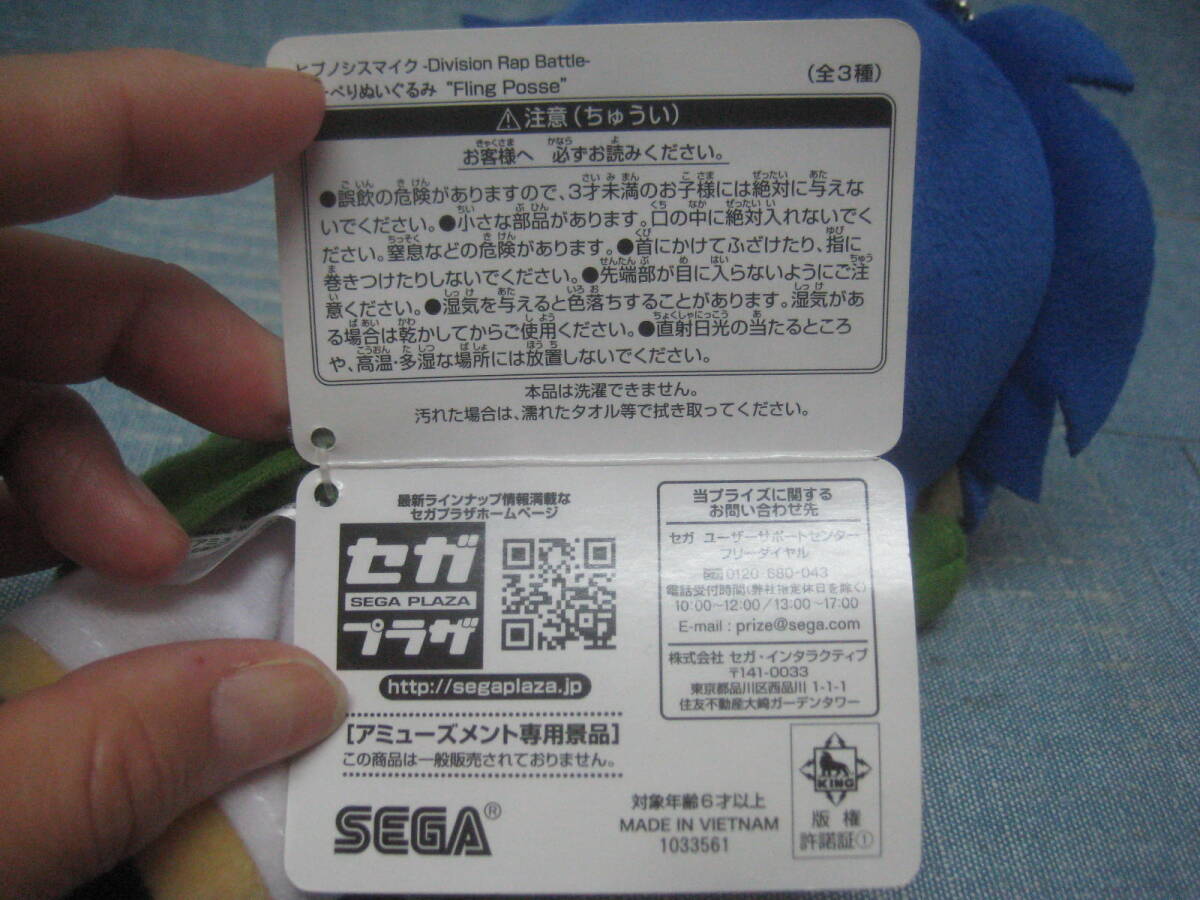 ヒプノシスマイク -Division Rap Battle-
ーぺりぬいぐるみ "Fling Posse"
(全3種)
⚠注意(ちゅうい)
お客様へ 必ずお読みください。
●誤飲の危険がありますので、3才未満のお子様には絶対に与えな
いでください。●小さな部品があります。口の中に絶対入れないでく
ださい。窒息などの危険があります。●首にかけてふざけたり、指に
巻きつけたりしないでください。●先端部が目に入らないようにご注
意ください。●湿気を与えると色落ちすることがあります。湿気があ
る場合は乾かしてからご使用ください。●直射日光の当たるところ
や、高温・多湿な場所には放置しないでください。
本品は洗濯できません。
汚れた場合は、濡れたタオル等で拭き取ってください。
最新ラインナップ情報満載な
セガプラザホームページ
セガ
SEGA PLAZA
プラザ
http://segaplaza.jp
[アミューズメント専用景品]
この商品は一般販売されておりません。
SEGA®
当プライズに関する
お問い合わせ先
セガ ユーザーサポートセンター
フリーダイヤル
0120-680-043
電話受付時間(弊社指定休日を除く)
10:00~12:00/13:00~17:00
E-mail : prize@sega.com
株式会社 セガ・インタラクティブ
〒141-0033
東京都品川区西品川 1-1-1
住友不動産大崎ガーデンタワー
対象年齢6才以上
MADE IN VIETNAM
1033561
KING
版権
許諾証①